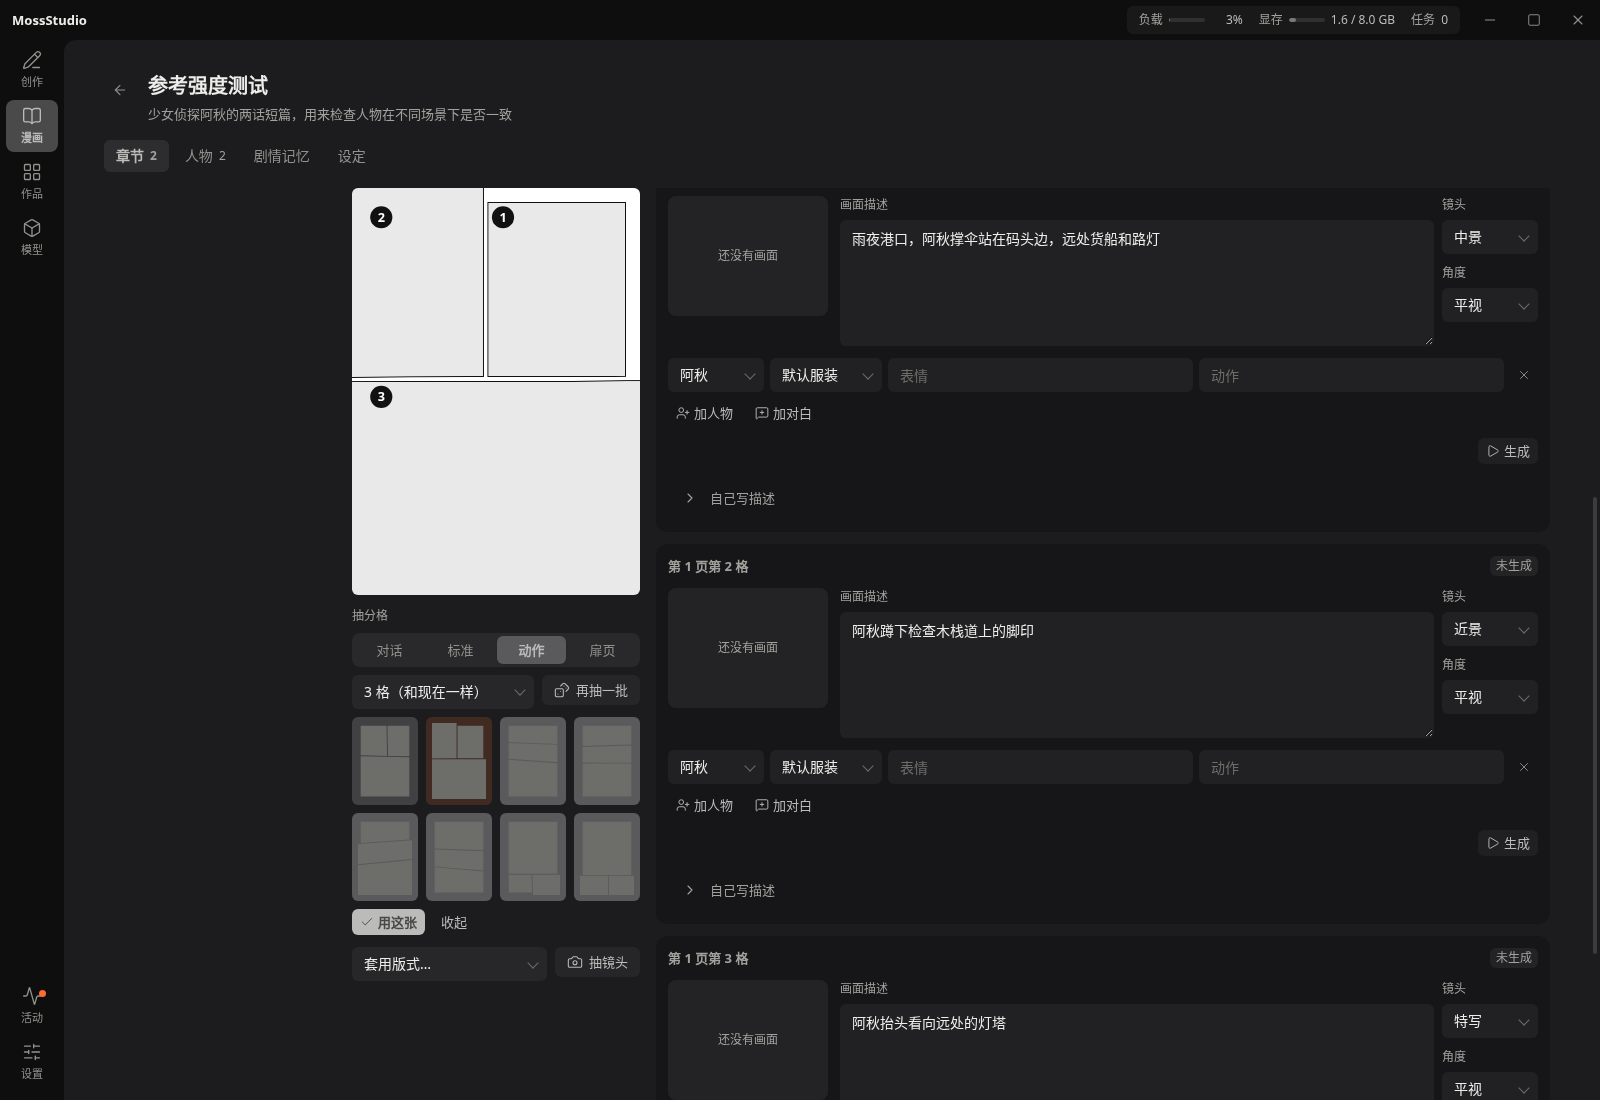 MossStudio
负载 3% 显存 1.6 / 8.0 GB 任务 0
创作
漫画
作品
模型
活动
设置
参考强度测试
少女侦探阿秋的两话短篇，用来检查人物在不同场景下是否一致
章节 2 人物 2 剧情记忆 设定
2 1
3
抽分格
对话 标准 动作 扉页
3 格（和现在一样） 再抽一批
用这张 收起
套用版式... 抽镜头
还没有画面
画面描述
雨夜港口，阿秋撑伞站在码头边，远处货船和路灯
镜头
中景
角度
平视
阿秋 默认服装 表情 动作
加人物 加对白
生成
自己写描述
第 1 页第 2 格 未生成
还没有画面
画面描述
阿秋蹲下检查木栈道上的脚印
镜头
近景
角度
平视
阿秋 默认服装 表情 动作
加人物 加对白
生成
自己写描述
第 1 页第 3 格 未生成
还没有画面
画面描述
阿秋抬头看向远处的灯塔
镜头
特写
角度
平视